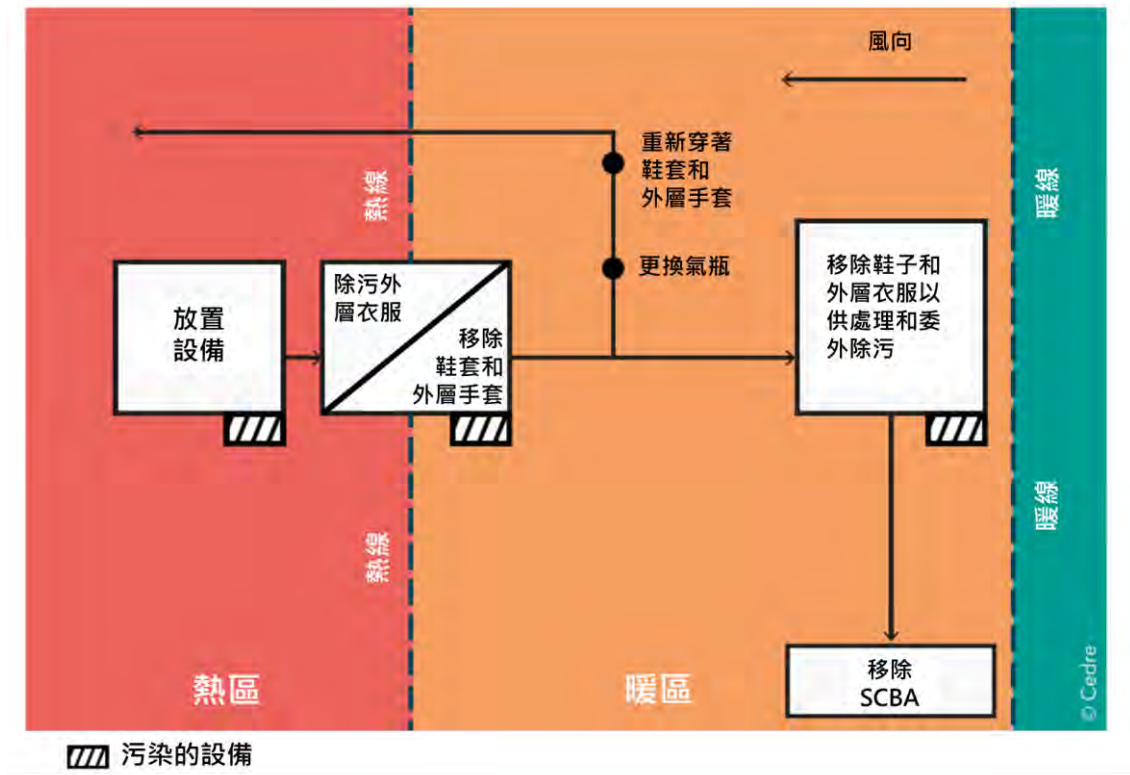 風向
重新穿著
鞋套和
外層手套
熱線
暖線
更換氣瓶
放置
設備
除污外
層衣服
移除
鞋套和
外層手套
移除鞋子和
外層衣服以
供處理和委
外除污
熱線
暖線
熱區
暖區
移除
SCBA
© Cedre
污染的設備